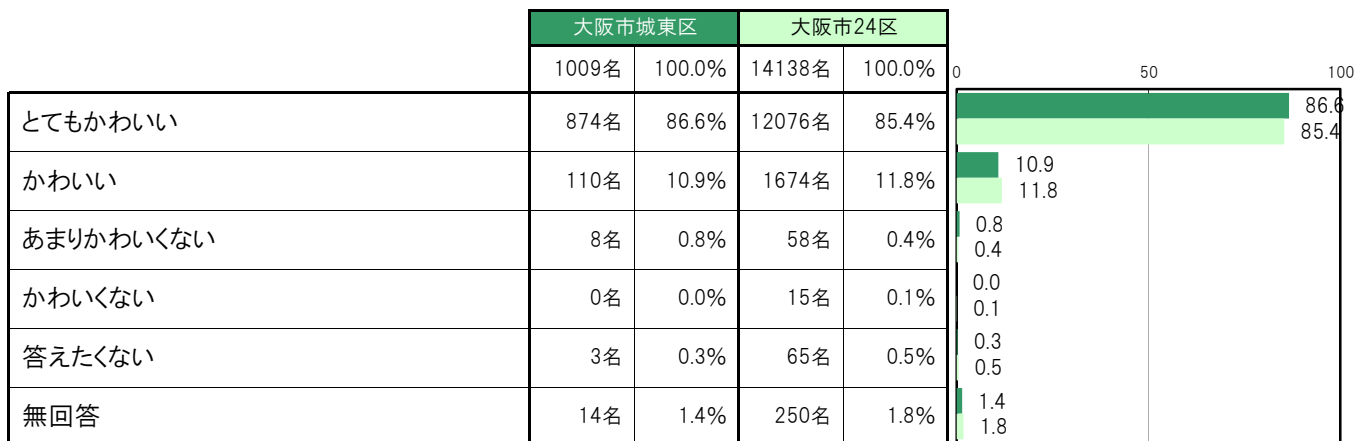 大阪市城東区 大阪市24区
1009名 100.0% 14138名 100.0% 0 50 100
とてもかわいい 874名 86.6% 12076名 85.4% 86.6
85.4
かわいい 110名 10.9% 1674名 11.8% 10.9
11.8
あまりかわいくない 8名 0.8% 58名 0.4% 0.8
0.4
かわいくない 0名 0.0% 15名 0.1% 0.0
0.1
答えたくない 3名 0.3% 65名 0.5% 0.3
0.5
無回答 14名 1.4% 250名 1.8% 1.4
1.8